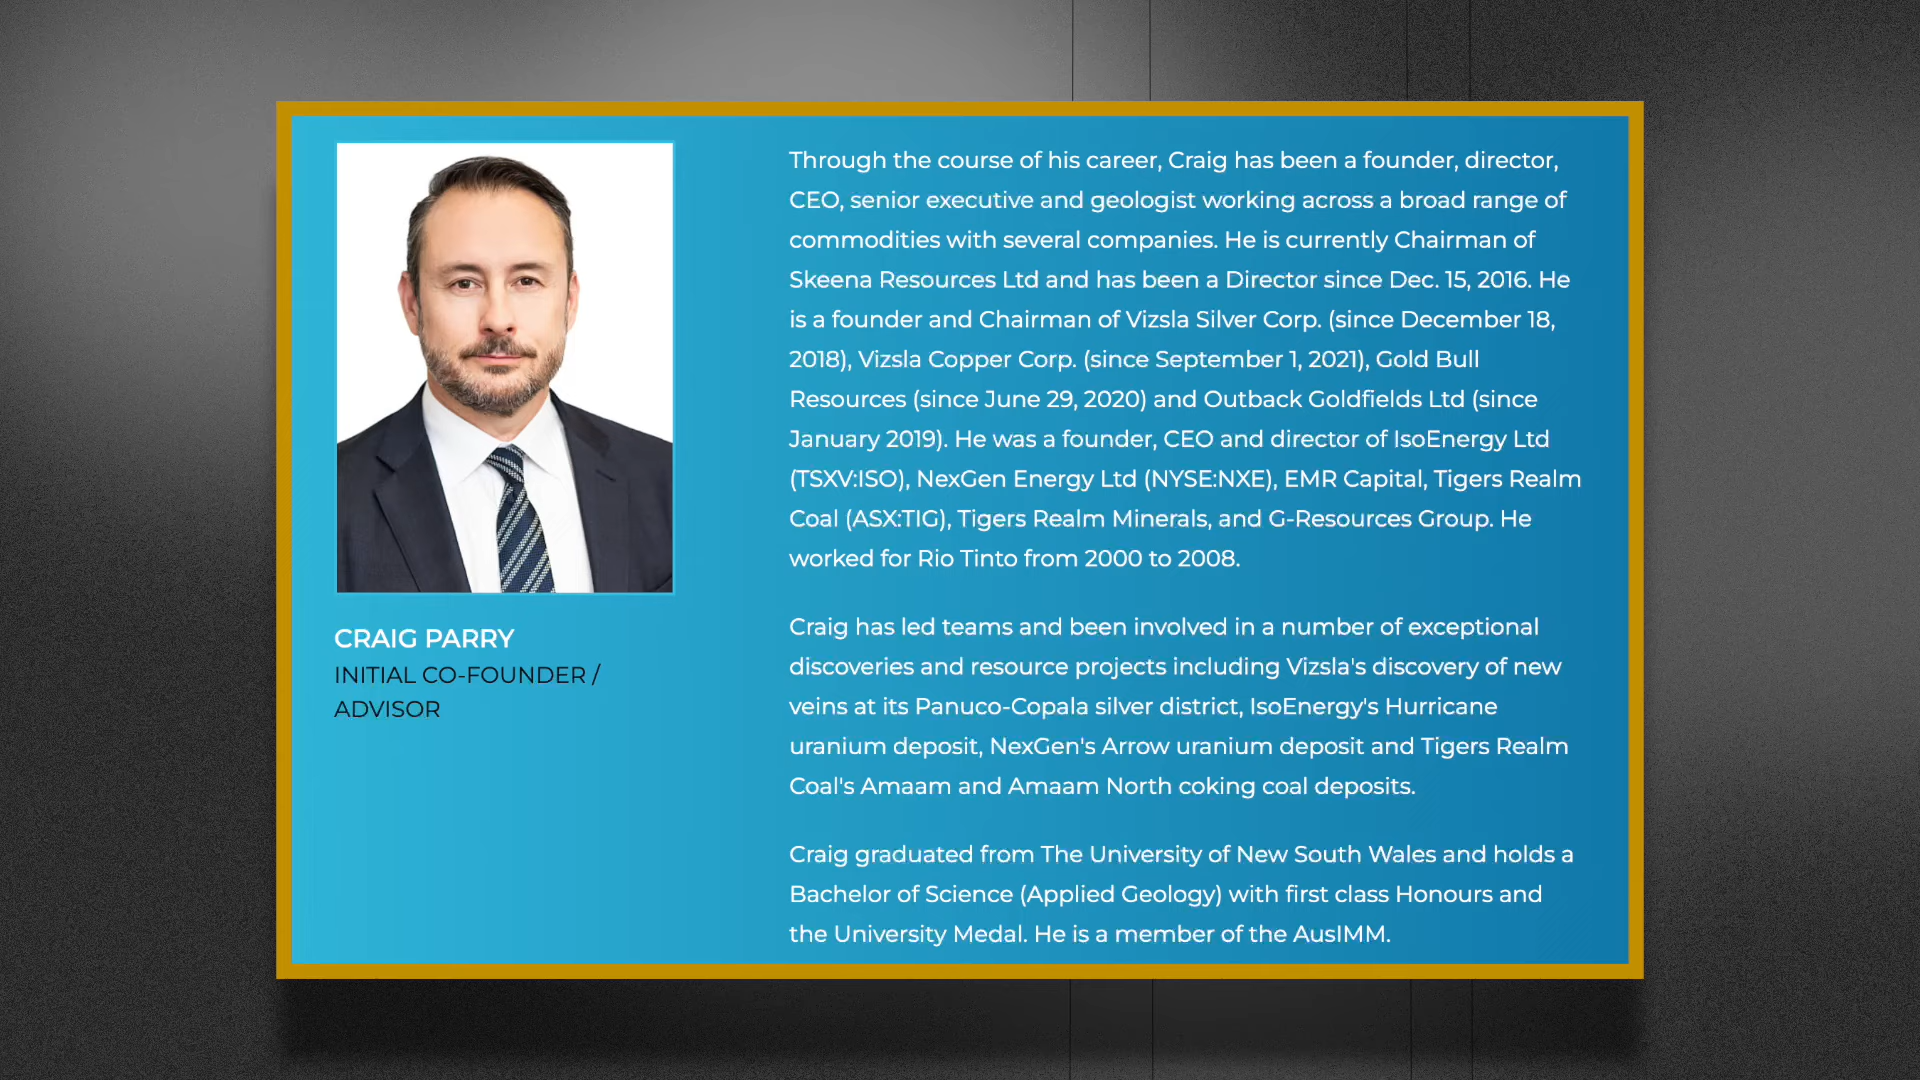 CRAIG PARRY
INITIAL CO-FOUNDER /
ADVISOR
Through the course of his career, Craig has been a founder, director,
CEO, senior executive and geologist working across a broad range of
commodities with several companies. He is currently Chairman of
Skeena Resources Ltd and has been a Director since Dec. 15, 2016. He
is a founder and Chairman of Vizsla Silver Corp. (since December 18,
2018), Vizsla Copper Corp. (since September 1, 2021), Gold Bull
Resources (since June 29, 2020) and Outback Goldfields Ltd (since
January 2019). He was a founder, CEO and director of IsoEnergy Ltd
(TSXV:ISO), NexGen Energy Ltd (NYSE:NXE), EMR Capital, Tigers Realm
Coal (ASX:TIG), Tigers Realm Minerals, and G-Resources Group. He
worked for Rio Tinto from 2000 to 2008.
Craig has led teams and been involved in a number of exceptional
discoveries and resource projects including Vizsla's discovery of new
veins at its Panuco-Copala silver district, IsoEnergy's Hurricane
uranium deposit, NexGen's Arrow uranium deposit and Tigers Realm
Coal's Amaam and Amaam North coking coal deposits.
Craig graduated from The University of New South Wales and holds a
Bachelor of Science (Applied Geology) with first class Honours and
the University Medal. He is a member of the AusIMM.